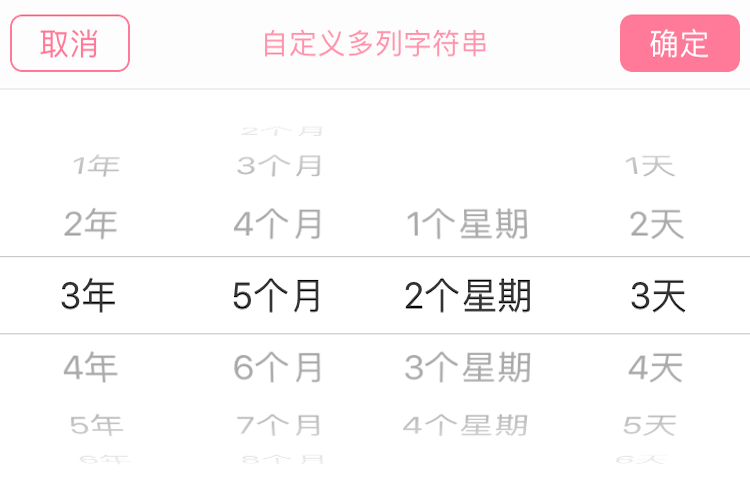 取消 自定义多列字符串 确定
2个月
1年 3个月 1天
2年 4个月 1个星期 2天
3年 5个月 2个星期 3天
4年 6个月 3个星期 4天
5年 7个月 4个星期 5天
6年 8个月 6天